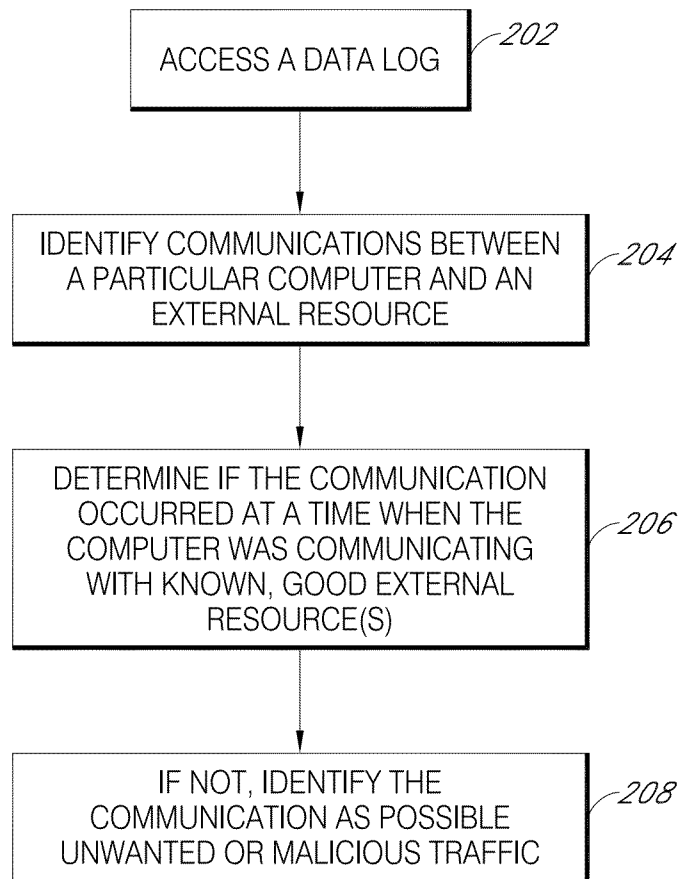 ACCESS A DATA LOG
202
IDENTIFY COMMUNICATIONS BETWEEN
A PARTICULAR COMPUTER AND AN
EXTERNAL RESOURCE
204
DETERMINE IF THE COMMUNICATION
OCCURRED AT A TIME WHEN THE
COMPUTER WAS COMMUNICATING
WITH KNOWN, GOOD EXTERNAL
RESOURCE(S)
206
IF NOT, IDENTIFY THE
COMMUNICATION AS POSSIBLE
UNWANTED OR MALICIOUS TRAFFIC
208